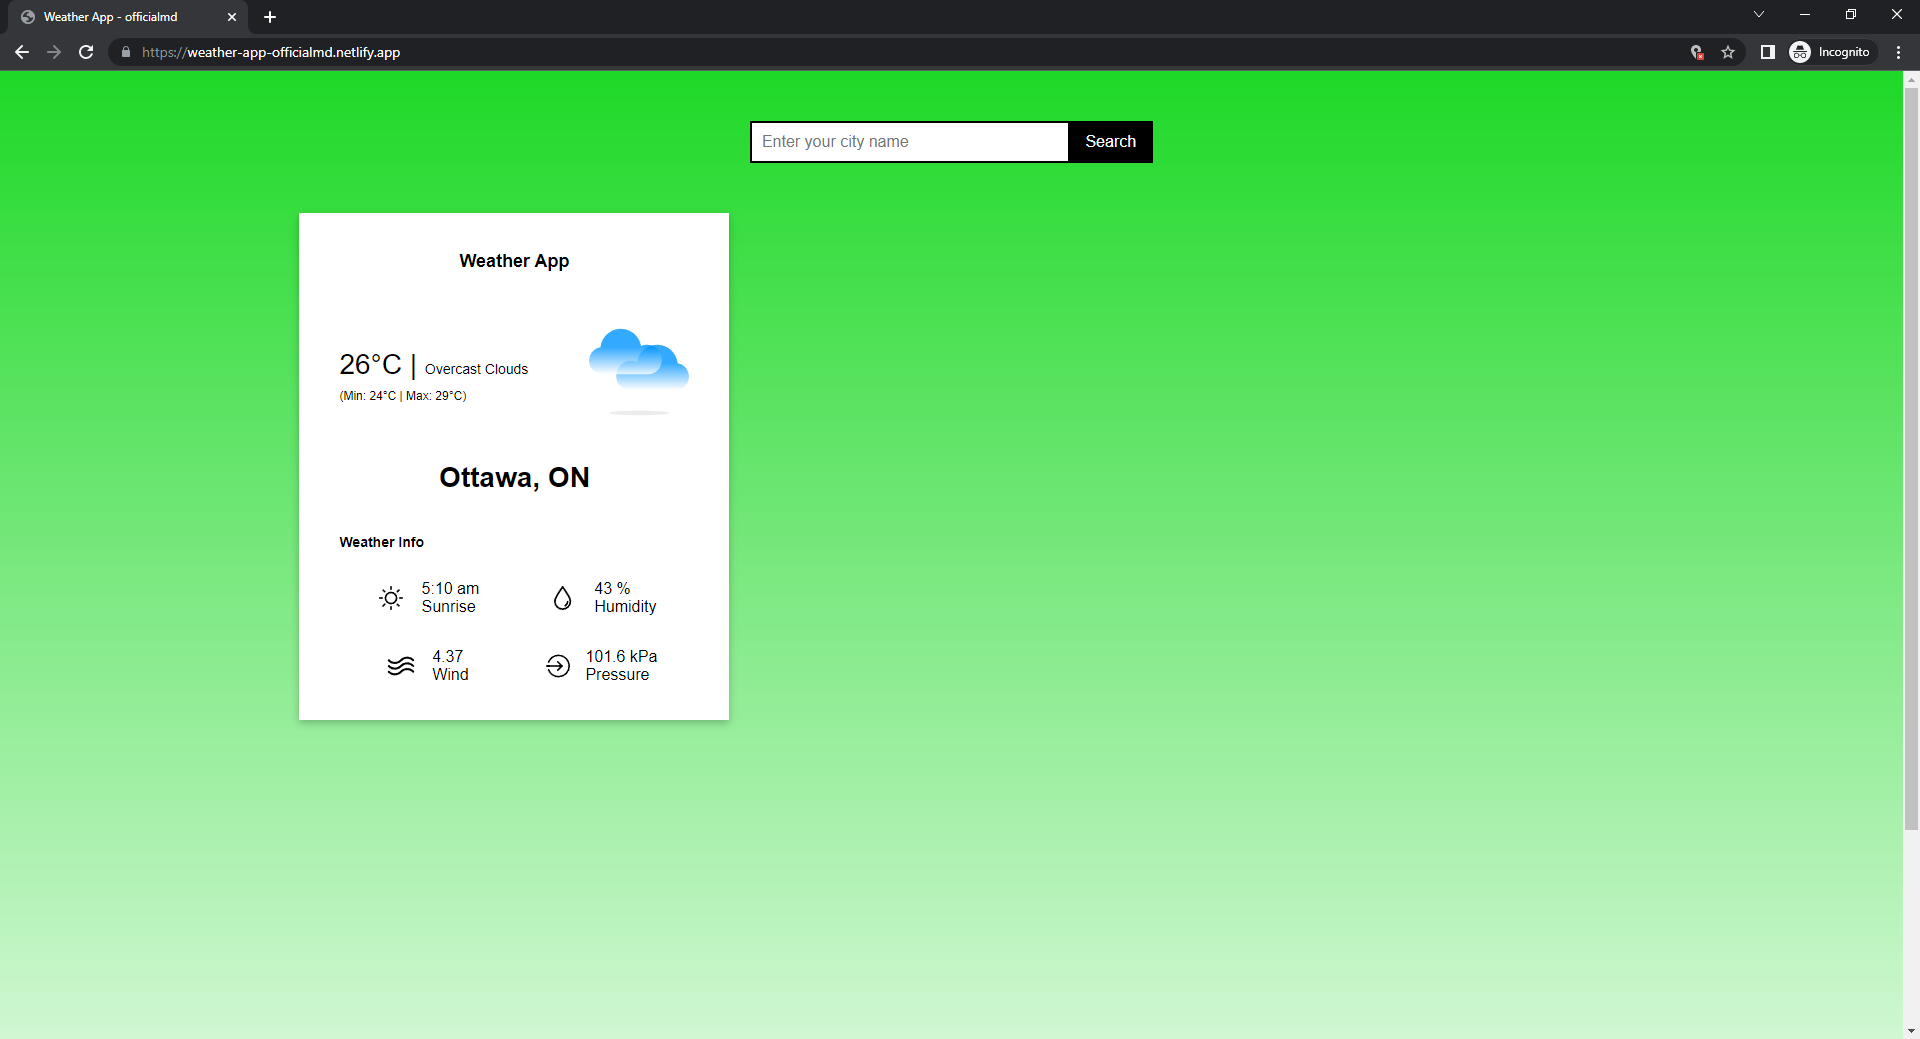 Weather App - officialmd
https://weather-app-officialmd.netlify.app
Incognito
Enter your city name
Search
Weather App
26°C | Overcast Clouds
(Min: 24°C | Max: 29°C)
Ottawa, ON
Weather Info
5:10 am
Sunrise
43 %
Humidity
4.37
Wind
101.6 kPa
Pressure